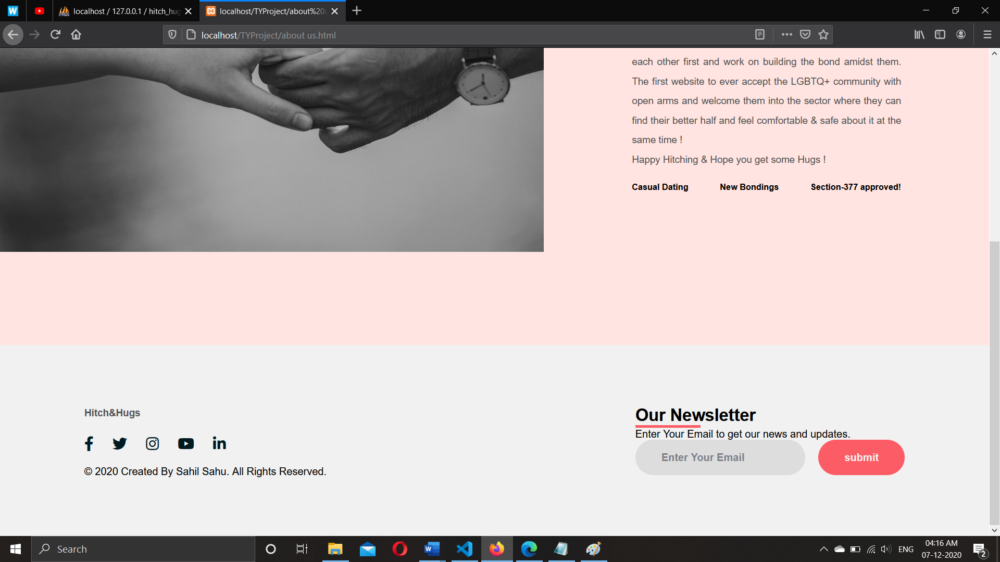 localhost / 127.0.0.1 / hitch_hug
localhost/TYProject/about%20u
localhost/TYProject/about us.html
each other first and work on building the bond amidst them.
The first website to ever accept the LGBTQ+ community with
open arms and welcome them into the sector where they can
find their better half and feel comfortable & safe about it at the
same time !
Happy Hitching & Hope you get some Hugs !
Casual Dating New Bondings Section-377 approved!
Hitch&Hugs
© 2020 Created By Sahil Sahu. All Rights Reserved.
Our Newsletter
Enter Your Email to get our news and updates.
Enter Your Email submit
Search
ENG
04:16 AM
07-12-2020
2